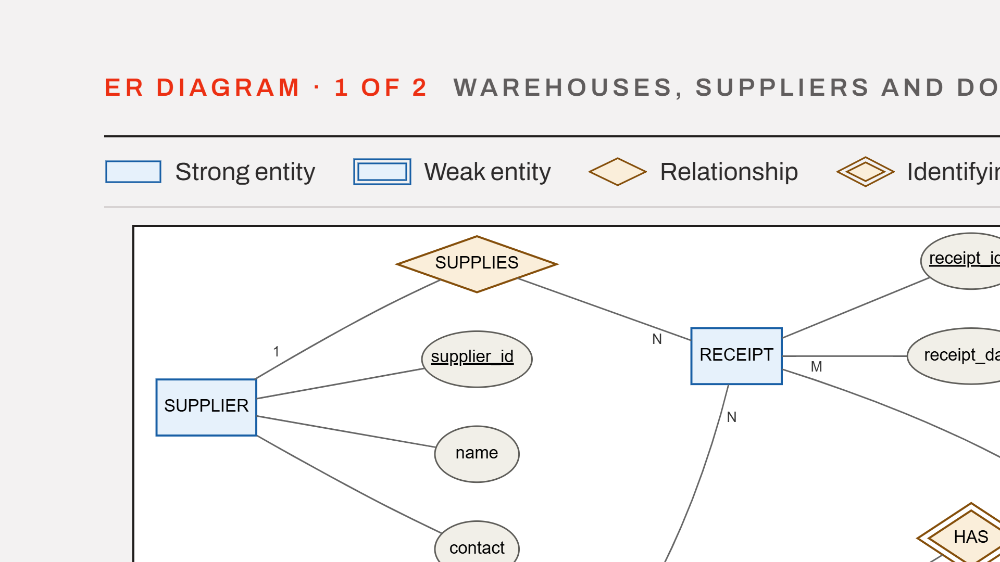 ER DIAGRAM · 1 OF 2 WAREHOUSES, SUPPLIERS AND
Strong entity
Weak entity
Relationship
SUPPLIES
1
N
supplier_id
SUPPLIER
name
contact
RECEIPT
M
N
HAS